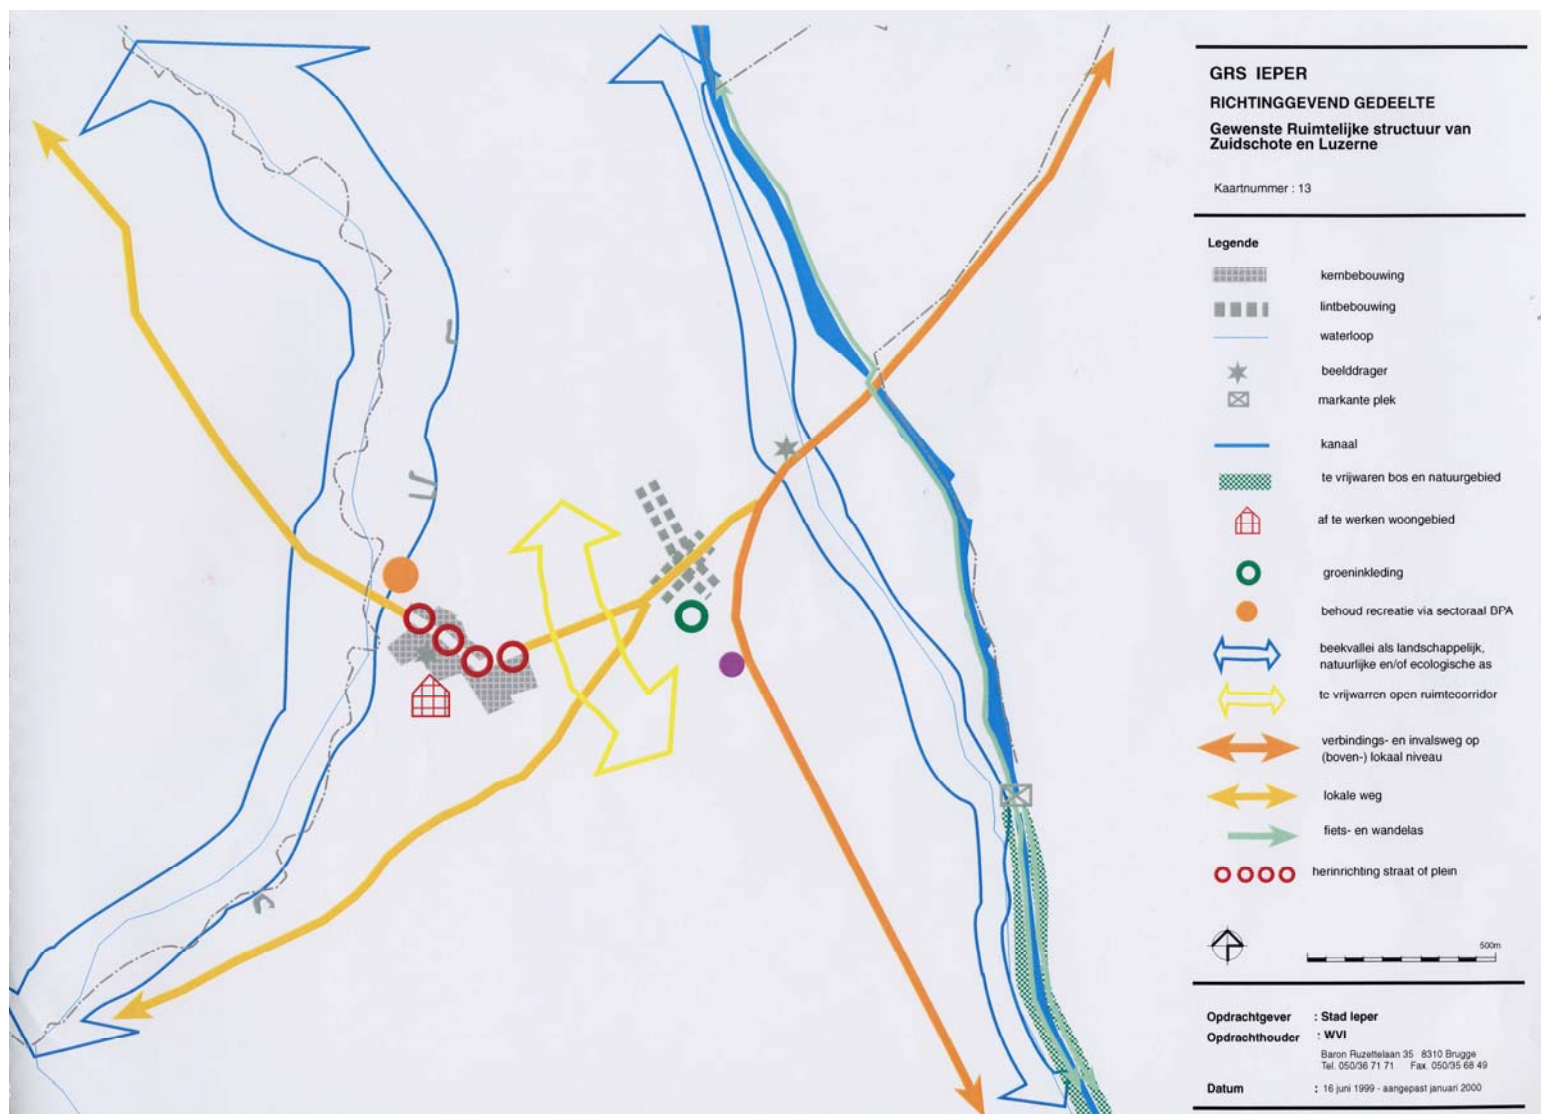 GRS IEPER
RICHTINGGEVEND GEDEELTE
Gewenste Ruimtelijke structuur van
Zuidschote en Luzerne
Kaartnummer : 13
Legende
kernbebouwing
lintbebouwing
waterloop
beelddrager
markante plek
kanaal
te vrijwaren bos en natuurgebied
af te werken woongebied
groeninkleding
behoud recreatie via sectoraal BPA
beekvallei als landschappelijk,
natuurlijke en/of ecologische as
te vrijwarren open ruimtecorridor
verbindings- en invalsweg op
(boven-) lokaal niveau
lokale weg
fiets- en wandelas
herinrichting straat of plein
500m
Opdrachtgever : Stad Ieper
Opdrachthouder : WVI
Baron Ruzettelaan 35 8310 Brugge
Tel. 050/36 71 71 Fax. 050/35 68 49
Datum : 16 juni 1999 - aangepast januari 2000